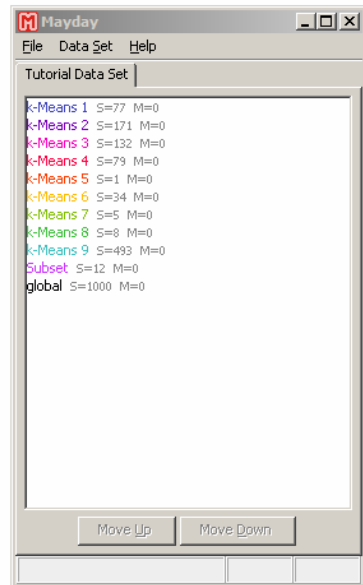 Mayday
File Data Set Help
Tutorial Data Set
k-Means 1 S=77 M=0
k-Means 2 S=171 M=0
k-Means 3 S=132 M=0
k-Means 4 S=79 M=0
k-Means 5 S=1 M=0
k-Means 6 S=34 M=0
k-Means 7 S=5 M=0
k-Means 8 S=8 M=0
k-Means 9 S=493 M=0
Subset S=12 M=0
global S=1000 M=0
Move Up Move Down